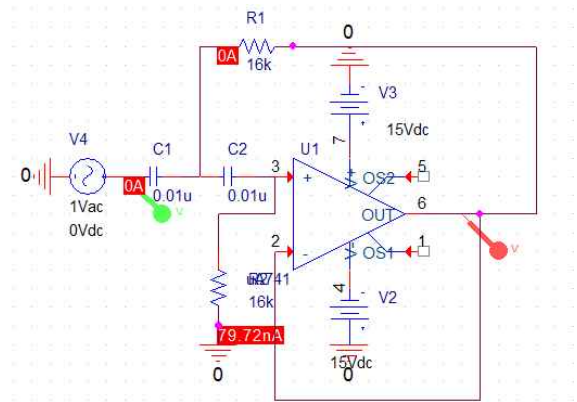 R1
0A
16k
0
V3
15Vdc
V4
C1
C2
U1
7
5
OS2
0
0A
0.01u
0.01u
3
+
V
1Vac
0Vdc
OUT
6
V
2
-
OS1
1
V
16k
4
V2
79.72nA
15Vdc
0
0